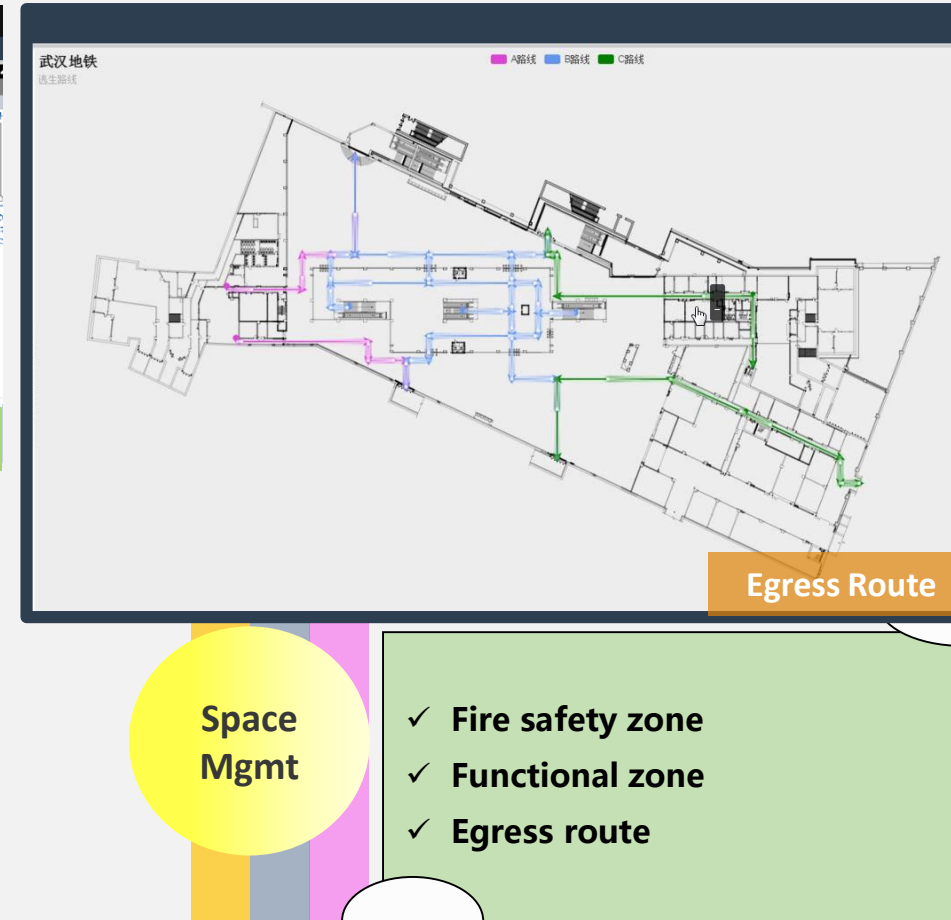 武汉地铁
逃生路线
A路线 B路线 C路线
Egress Route
Space
Mgmt
✓ Fire safety zone
✓ Functional zone
✓ Egress route